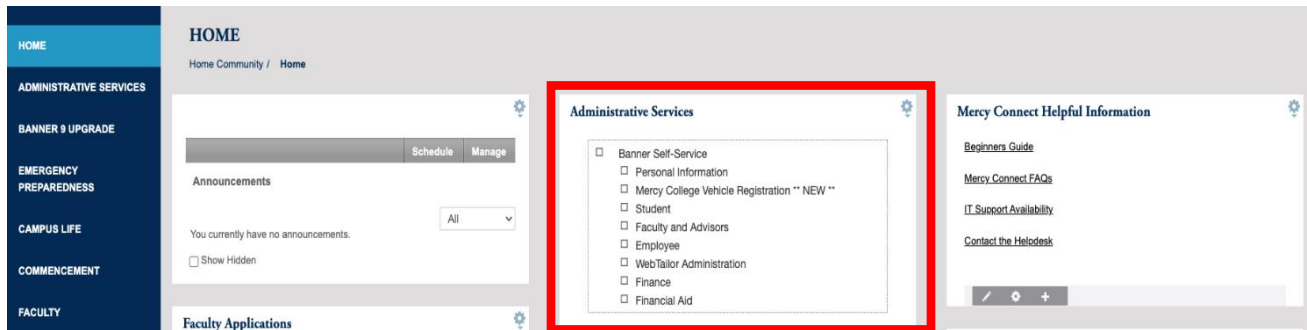 HOME
ADMINISTRATIVE SERVICES
BANNER 9 UPGRADE
EMERGENCY
PREPAREDNESS
CAMPUS LIFE
COMMENCEMENT
FACULTY
HOME
Home Community / Home
Schedule Manage
Announcements
All
You currently have no announcements.
Show Hidden
Faculty Applications
Administrative Services
Banner Self-Service
Personal Information
Mercy College Vehicle Registration ** NEW **
Student
Faculty and Advisors
Employee
WebTailor Administration
Finance
Financial Aid
Mercy Connect Helpful Information
Beginners Guide
Mercy Connect FAQs
IT Support Availability
Contact the Helpdesk